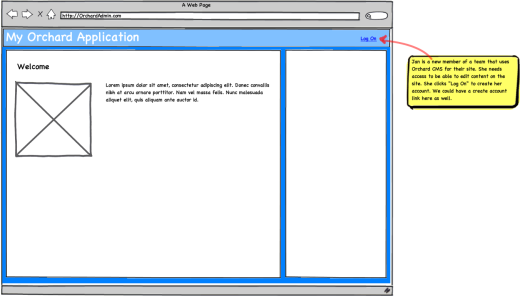 A Web Page
http://OrchardAdmin.com
My Orchard Application
Log On
Welcome
Lorem ipsum dolor sit amet, consectetur adipiscing elit. Donec convallis
nibh at arcu ornare porttitor. Nam vel massa felis. Nunc malesuada
aliquet elit, quis aliquam ante auctor id.
Jan is a new member of a team that uses
Orchard CMS for their site. She needs
access to be able to edit content on the
site. She clicks "Log On" to create her
account. We could have a create account
link here as well.